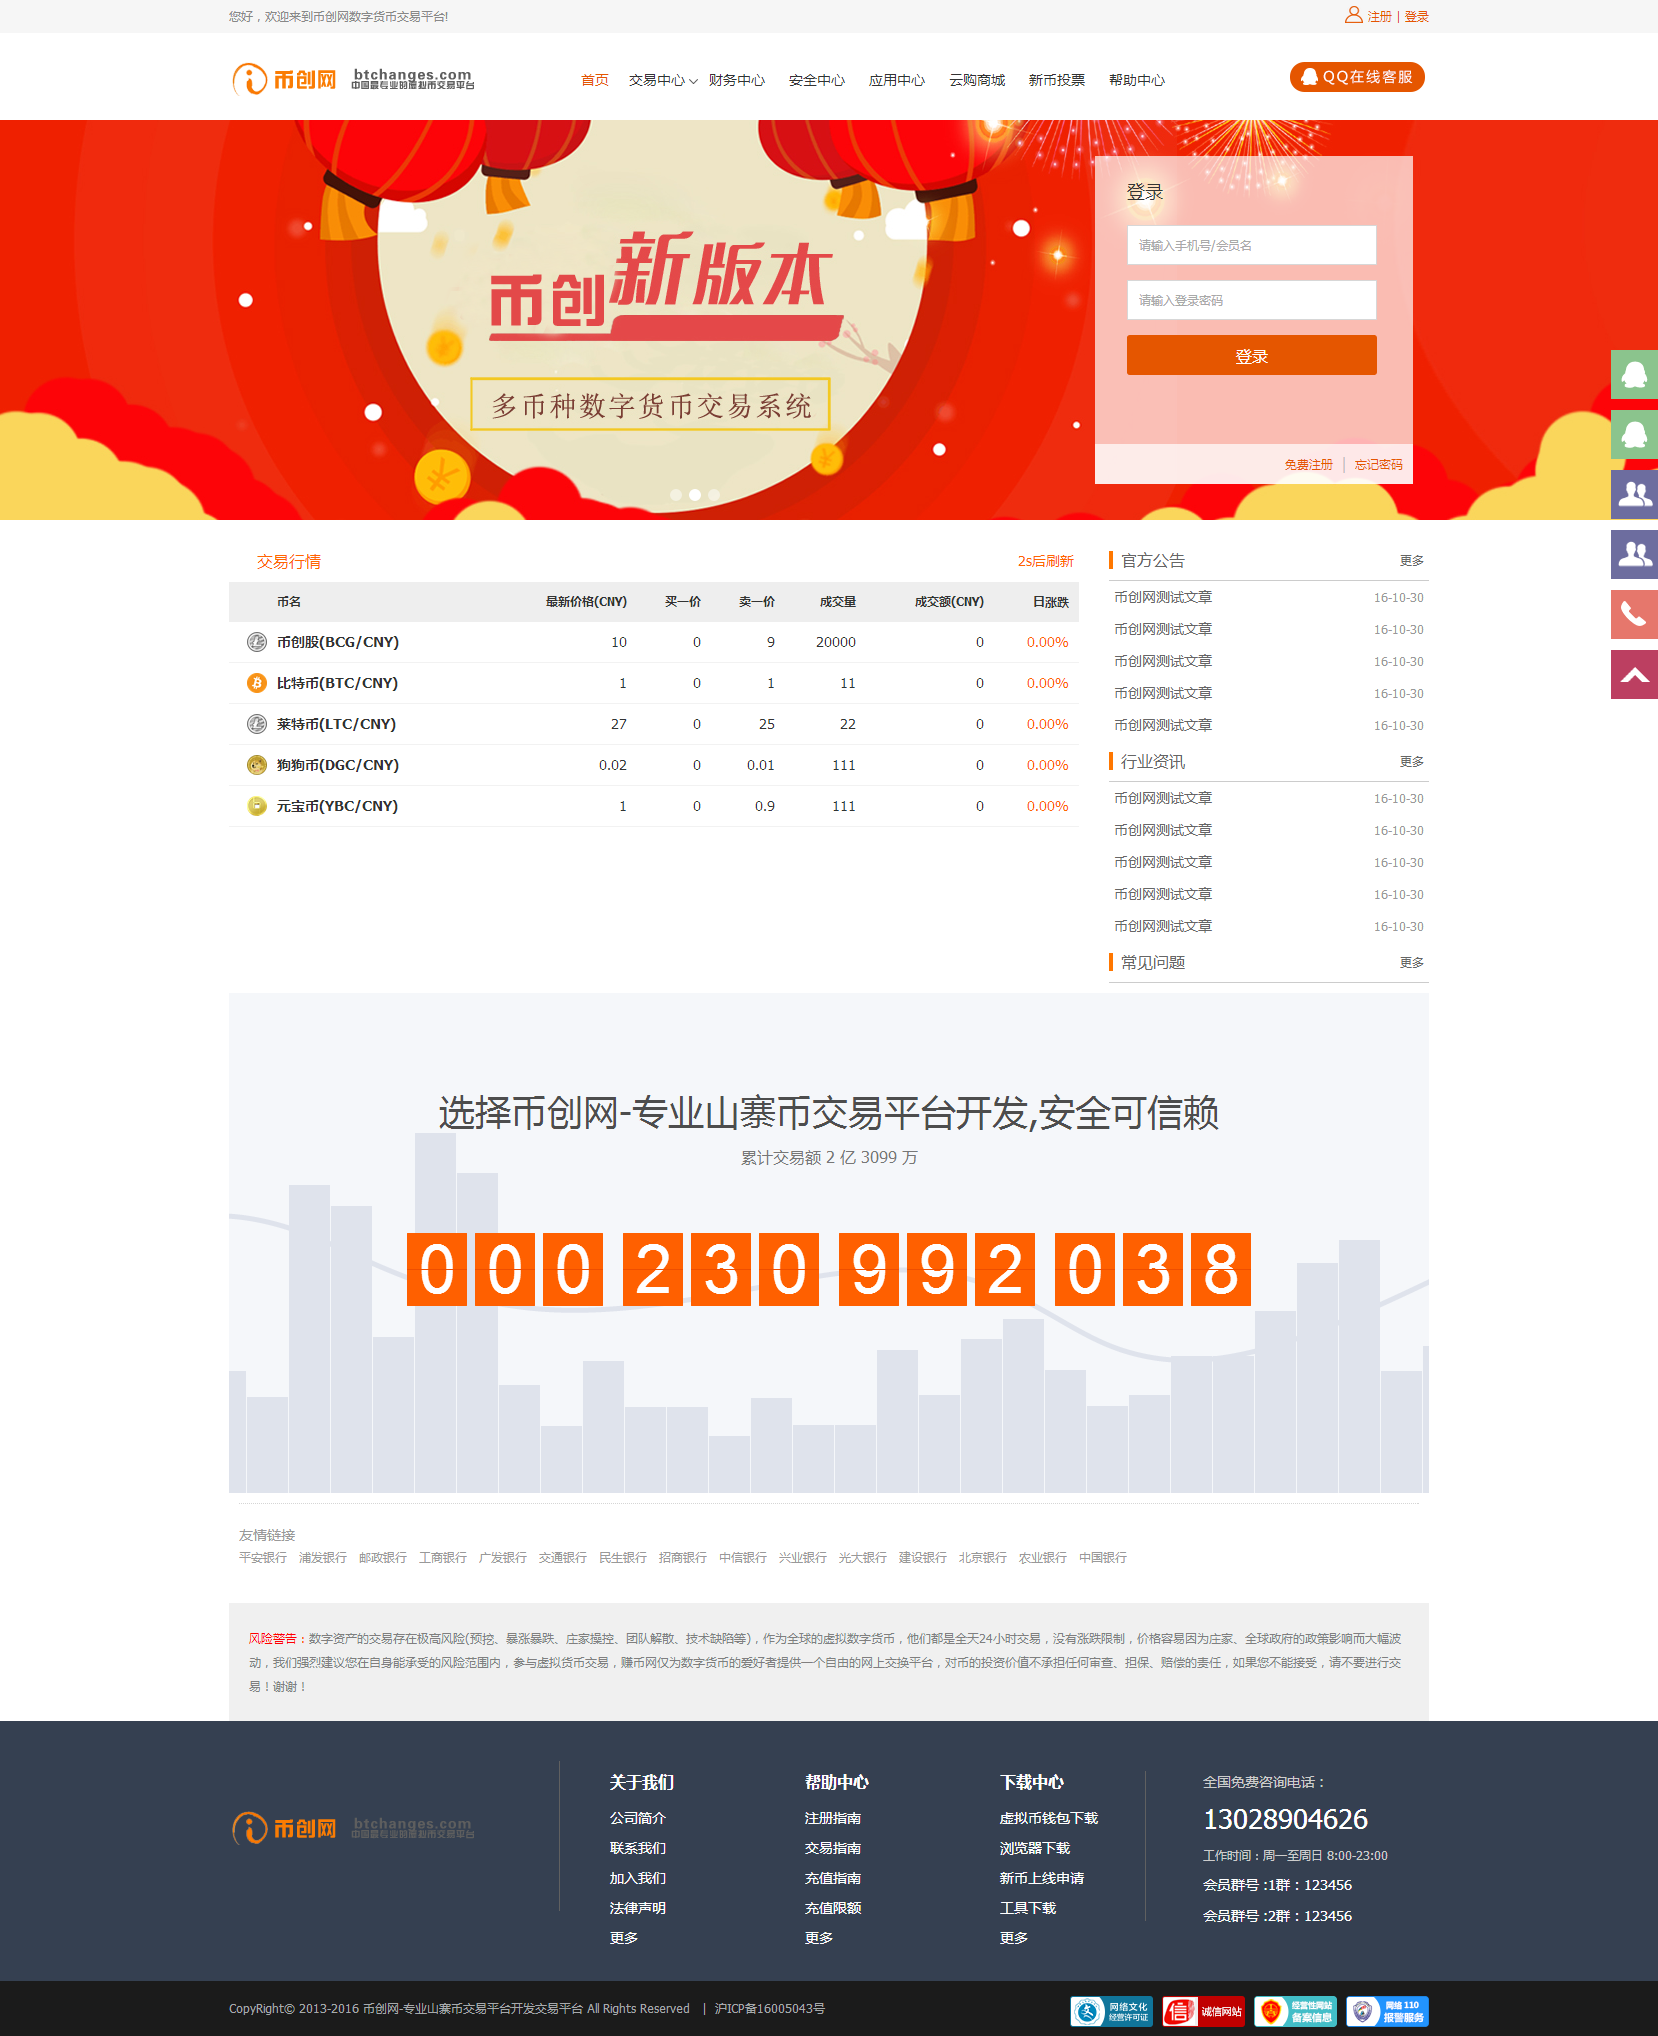 您好，欢迎来到币创网数字货币交易平台!
注册 | 登录
币创网 btchanges.com
中国最专业的虚拟币交易平台
首页 交易中心 财务中心 安全中心 应用中心 云购商城 新币投票 帮助中心
QQ在线客服
币创新版本
多币种数字货币交易系统
登录
请输入手机号/会员名
请输入登录密码
登录
免费注册 | 忘记密码
交易行情 2s后刷新
币名 最新价格(CNY) 买一价 卖一价 成交量 成交额(CNY) 日涨跌
币创股(BCG/CNY) 10 0 9 20000 0 0.00%
比特币(BTC/CNY) 1 0 1 11 0 0.00%
莱特币(LTC/CNY) 27 0 25 22 0 0.00%
狗狗币(DGC/CNY) 0.02 0 0.01 111 0 0.00%
元宝币(YBC/CNY) 1 0 0.9 111 0 0.00%
官方公告 更多
币创网测试文章 16-10-30
币创网测试文章 16-10-30
币创网测试文章 16-10-30
币创网测试文章 16-10-30
币创网测试文章 16-10-30
行业资讯 更多
币创网测试文章 16-10-30
币创网测试文章 16-10-30
币创网测试文章 16-10-30
币创网测试文章 16-10-30
币创网测试文章 16-10-30
常见问题 更多
选择币创网-专业山寨币交易平台开发,安全可信赖
累计交易额 2 亿 3099 万
000 230 992 038
友情链接
平安银行 浦发银行 邮政银行 工商银行 广发银行 交通银行 民生银行 招商银行 中信银行 兴业银行 光大银行 建设银行 北京银行 农业银行 中国银行
风险警告：数字资产的交易存在极高风险(预挖、暴涨暴跌、庄家操控、团队解散、技术缺陷等)，作为全球的虚拟数字货币，他们都是全天24小时交易，没有涨跌限制，价格容易因为庄家、全球政府的政策影响而大幅波
动，我们强烈建议您在自身能承受的风险范围内，参与虚拟货币交易，赚币网仅为数字货币的爱好者提供一个自由的网上交换平台，对币的投资价值不承担任何审查、担保、赔偿的责任，如果您不能接受，请不要进行交
易！谢谢！
币创网 btchanges.com
中国最专业的虚拟币交易平台
关于我们
公司简介
联系我们
加入我们
法律声明
更多
帮助中心
注册指南
交易指南
充值指南
充值限额
更多
下载中心
虚拟币钱包下载
浏览器下载
新币上线申请
工具下载
更多
全国免费咨询电话：
13028904626
工作时间：周一至周日 8:00-23:00
会员群号 :1群：123456
会员群号 :2群：123456
CopyRight© 2013-2016 币创网-专业山寨币交易平台开发交易平台 All Rights Reserved | 沪ICP备16005043号
网络文化
经营许可证
信 诚信网站
经营性网站
备案信息
网络 110
报警服务